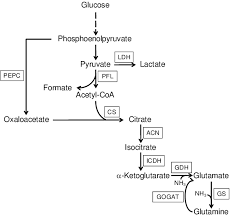 Glucose
Phosphoenolpyruvate
LDH
Pyruvate
Lactate
PEPC
PFL
Formate
Acetyl-CoA
CS
Oxaloacetate
Citrate
ACN
Isocitrate
ICDH
GDH
α-Ketoglutarate
Glutamate
NH₃
NH₃
GS
GOGAT
Glutamine